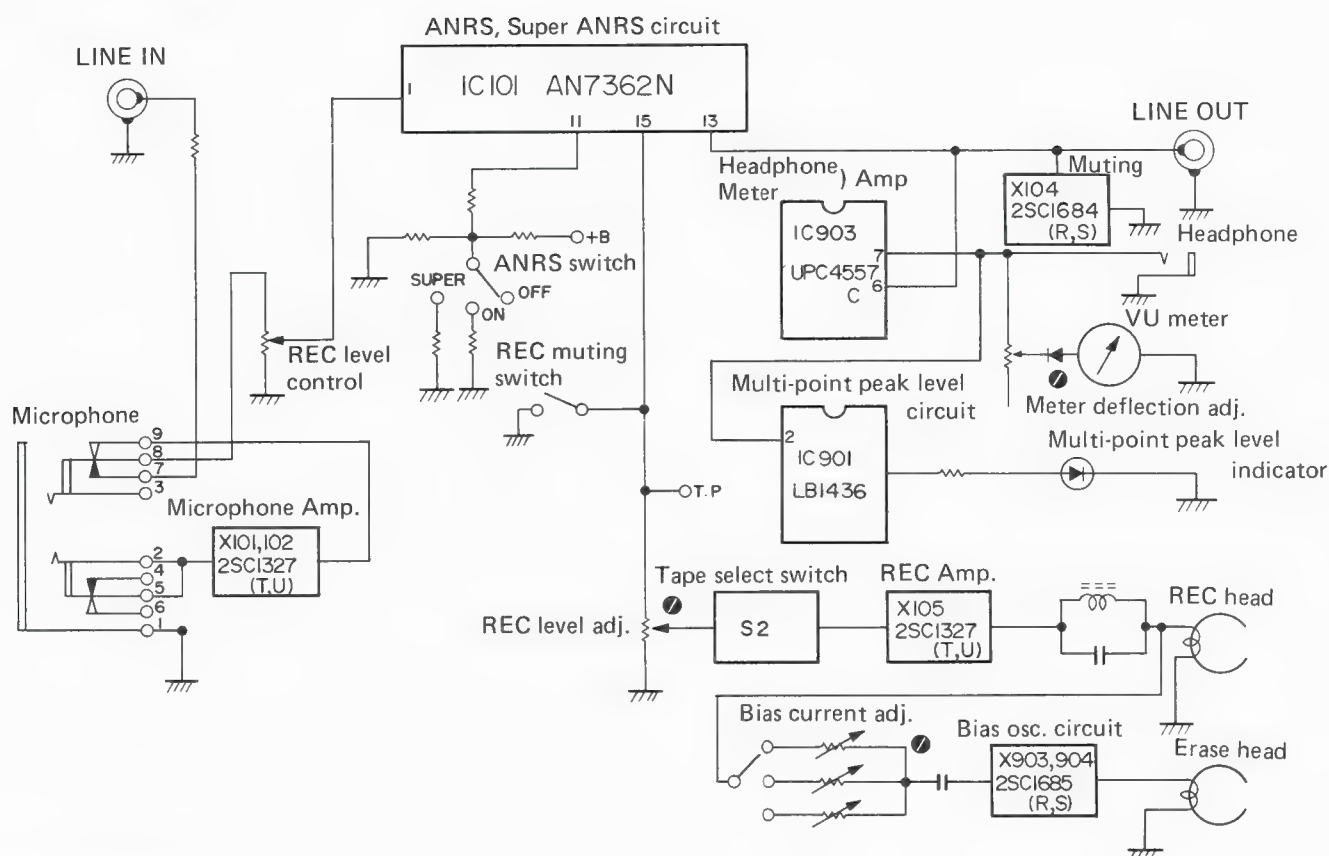 ANRS, Super ANRS circuit
LINE IN
IC101 AN7362N
1
11
15
13
LINE OUT
Headphone
Meter
) Amp
Muting
X104
2SC1684
(R,S)
IC903
UPC4557
C
7
6
Headphone
+B
ANRS switch
SUPER
OFF
ON
VU meter
REC level
control
REC muting
switch
Multi-point peak level
circuit
Meter deflection adj.
Multi-point peak level
indicator
2
IC901
LB1436
Microphone
9
8
7
3
T.P
Microphone Amp.
X101,102
2SC1327
(T,U)
2
4
5
6
1
Tape select switch
S2
REC Amp.
X105
2SC1327
(T,U)
REC head
REC level adj.
Bias current adj.
Bias osc. circuit
X903,904
2SC1685
(R,S)
Erase head